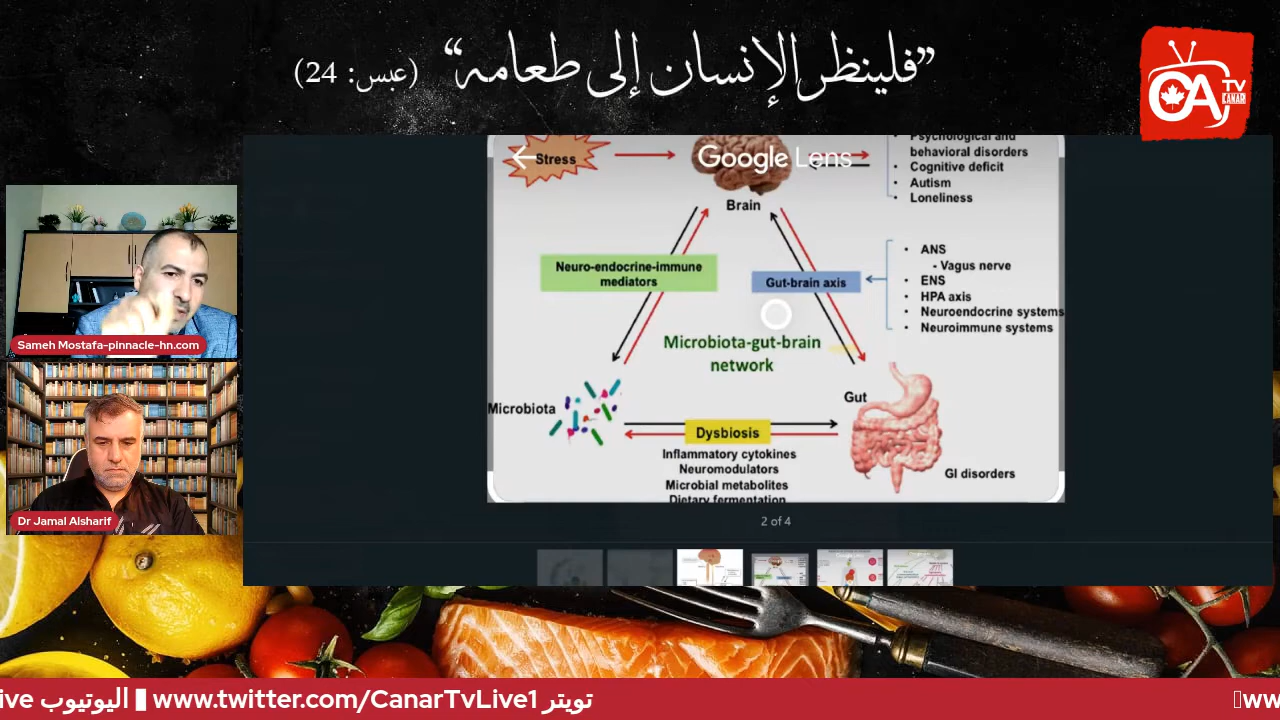 ”فلينظر الإنسان إلى طعامه“ (عبس: 24)
CA TV
CANAR
Stress
Google Lens
Psychological and
behavioral disorders
• Cognitive deficit
• Autism
• Loneliness
Brain
Neuro-endocrine-immune
mediators
Gut-brain axis
• ANS
- Vagus nerve
• ENS
• HPA axis
• Neuroendocrine systems
• Neuroimmune systems
Microbiota-gut-brain
network
Microbiota
Gut
Dysbiosis
Inflammatory cytokines
Neuromodulators
Microbial metabolites
Dietary fermentation
GI disorders
2 of 4
Sameh Mostafa-pinnacle-hn.com
Dr Jamal Alsharif
تويتر www.twitter.com/CanarTvLive1 ▮ اليوتيوب ive
ww